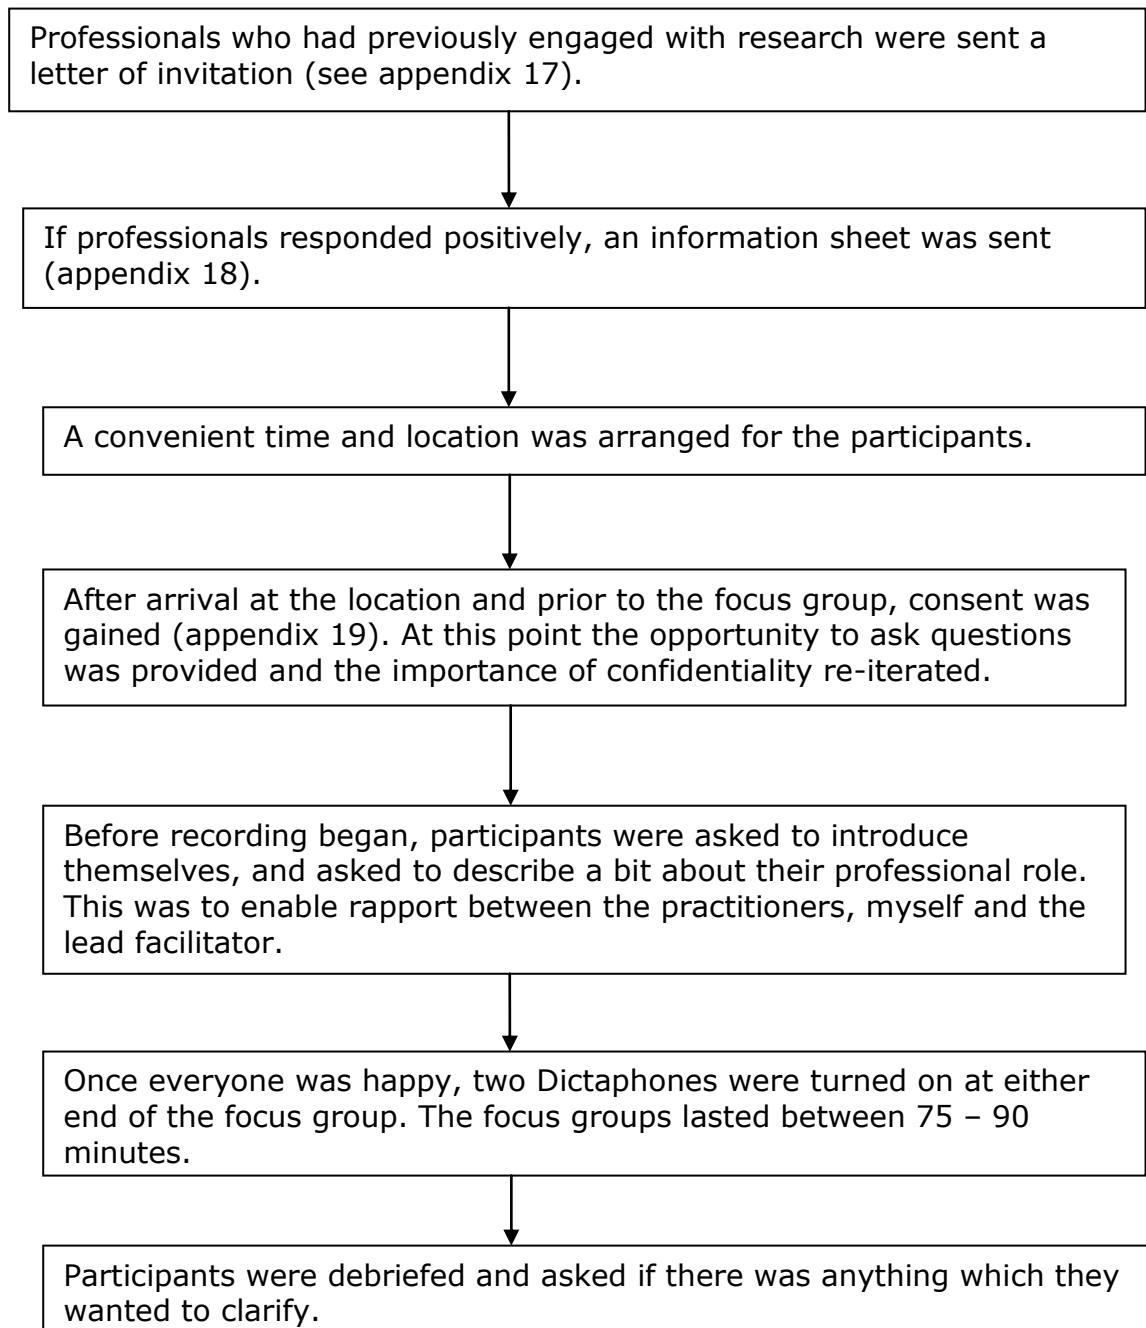 Professionals who had previously engaged with research were sent a
letter of invitation (see appendix 17).
If professionals responded positively, an information sheet was sent
(appendix 18).
A convenient time and location was arranged for the participants.
After arrival at the location and prior to the focus group, consent was
gained (appendix 19). At this point the opportunity to ask questions
was provided and the importance of confidentiality re-iterated.
Before recording began, participants were asked to introduce
themselves, and asked to describe a bit about their professional role.
This was to enable rapport between the practitioners, myself and the
lead facilitator.
Once everyone was happy, two Dictaphones were turned on at either
end of the focus group. The focus groups lasted between 75 – 90
minutes.
Participants were debriefed and asked if there was anything which they
wanted to clarify.